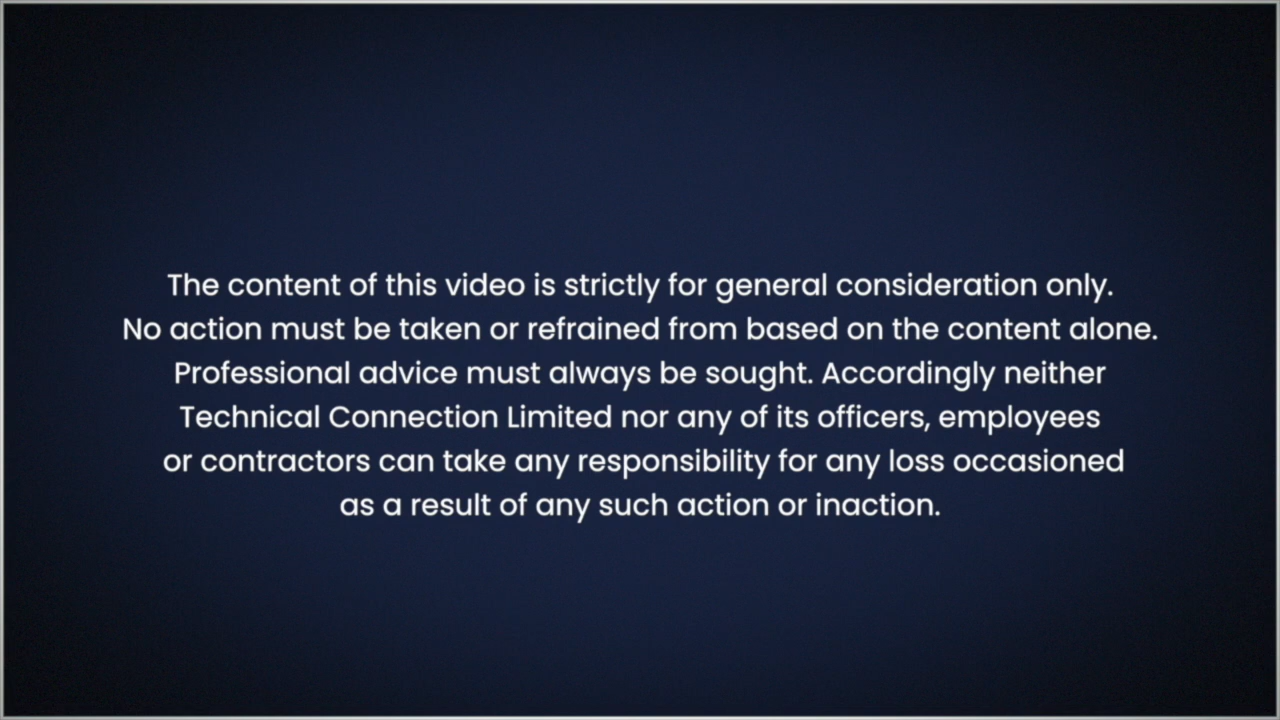 The content of this video is strictly for general consideration only.
No action must be taken or refrained from based on the content alone.
Professional advice must always be sought. Accordingly neither
Technical Connection Limited nor any of its officers, employees
or contractors can take any responsibility for any loss occasioned
as a result of any such action or inaction.